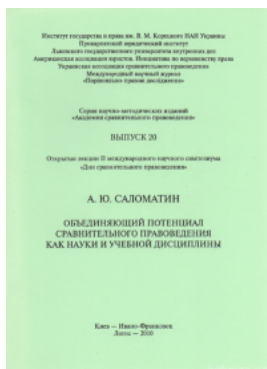 Институт государства и права им. В. М. Корецкого НАН Украины
Прикарпатский юридический институт
Львовского государственного университета внутренних дел
Американская ассоциация юристов. Инициатива по верховенству права
Украинская ассоциация сравнительного правоведения
Международный научный журнал
«Порівняльно-правові дослідження»
Серия научно-методических изданий
«Академия сравнительного правоведения»
ВЫПУСК 20
Открытые лекции II международного научного симпозиума
«Дни сравнительного правоведения»
А. Ю. САЛОМАТИН
ОБЪЕДИНЯЮЩИЙ ПОТЕНЦИАЛ
СРАВНИТЕЛЬНОГО ПРАВОВЕДЕНИЯ
КАК НАУКИ И УЧЕБНОЙ ДИСЦИПЛИНЫ
Киев — Ивано-Франковск
Логос — 2010